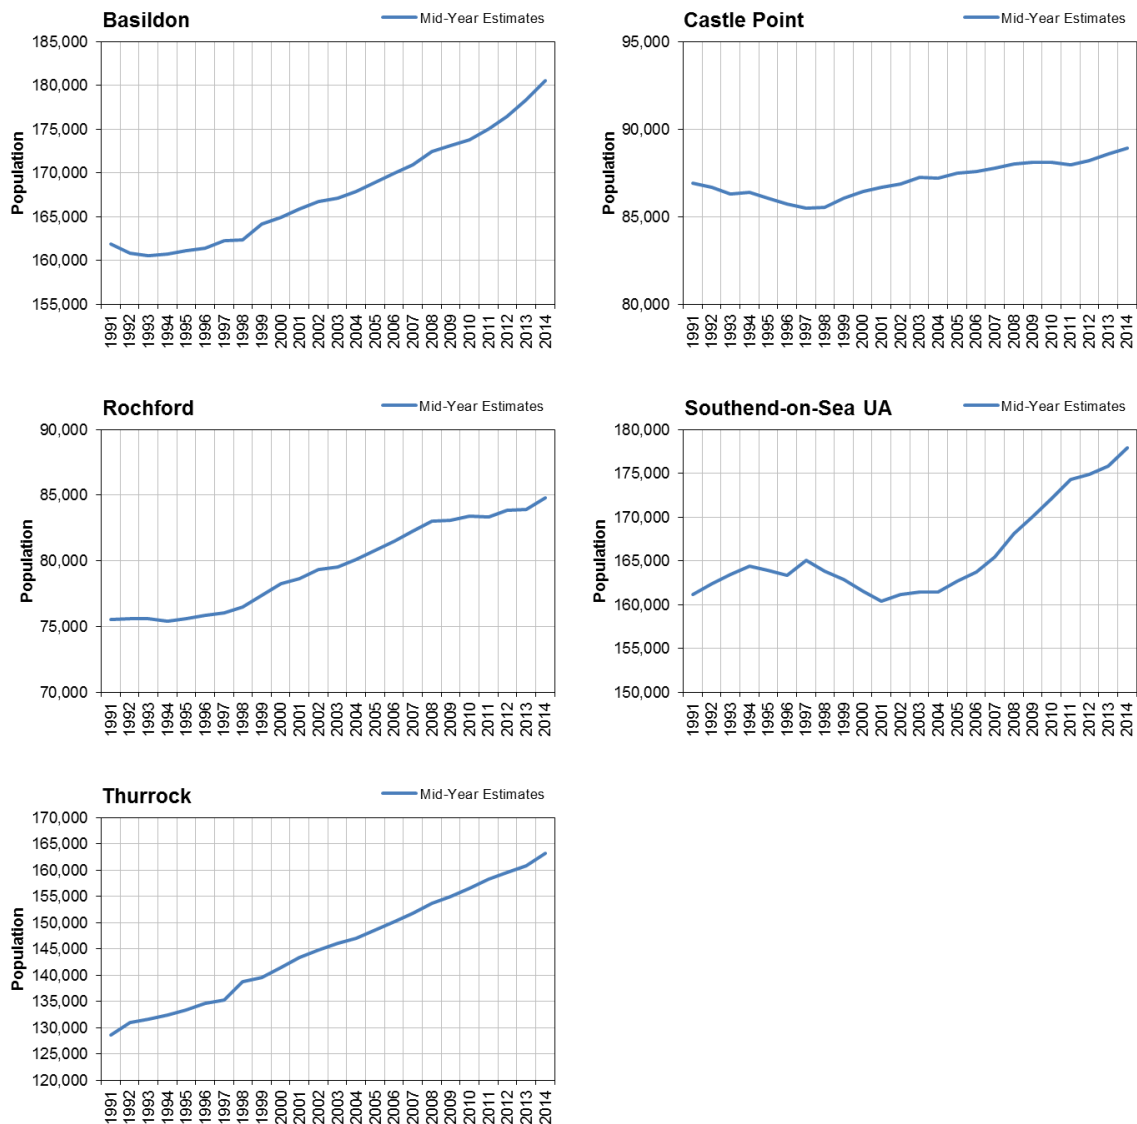 Basildon
Mid-Year Estimates
Population
185,000
180,000
175,000
170,000
165,000
160,000
155,000
1991 1992 1993 1994 1995 1996 1997 1998 1999 2000 2001 2002 2003 2004 2005 2006 2007 2008 2009 2010 2011 2012 2013 2014
Castle Point
Mid-Year Estimates
Population
95,000
90,000
85,000
80,000
1991 1992 1993 1994 1995 1996 1997 1998 1999 2000 2001 2002 2003 2004 2005 2006 2007 2008 2009 2010 2011 2012 2013 2014
Rochford
Mid-Year Estimates
Population
90,000
85,000
80,000
75,000
70,000
1991 1992 1993 1994 1995 1996 1997 1998 1999 2000 2001 2002 2003 2004 2005 2006 2007 2008 2009 2010 2011 2012 2013 2014
Southend-on-Sea UA
Mid-Year Estimates
Population
180,000
175,000
170,000
165,000
160,000
155,000
150,000
1991 1992 1993 1994 1995 1996 1997 1998 1999 2000 2001 2002 2003 2004 2005 2006 2007 2008 2009 2010 2011 2012 2013 2014
Thurrock
Mid-Year Estimates
Population
170,000
165,000
160,000
155,000
150,000
145,000
140,000
135,000
130,000
125,000
120,000
1991 1992 1993 1994 1995 1996 1997 1998 1999 2000 2001 2002 2003 2004 2005 2006 2007 2008 2009 2010 2011 2012 2013 2014